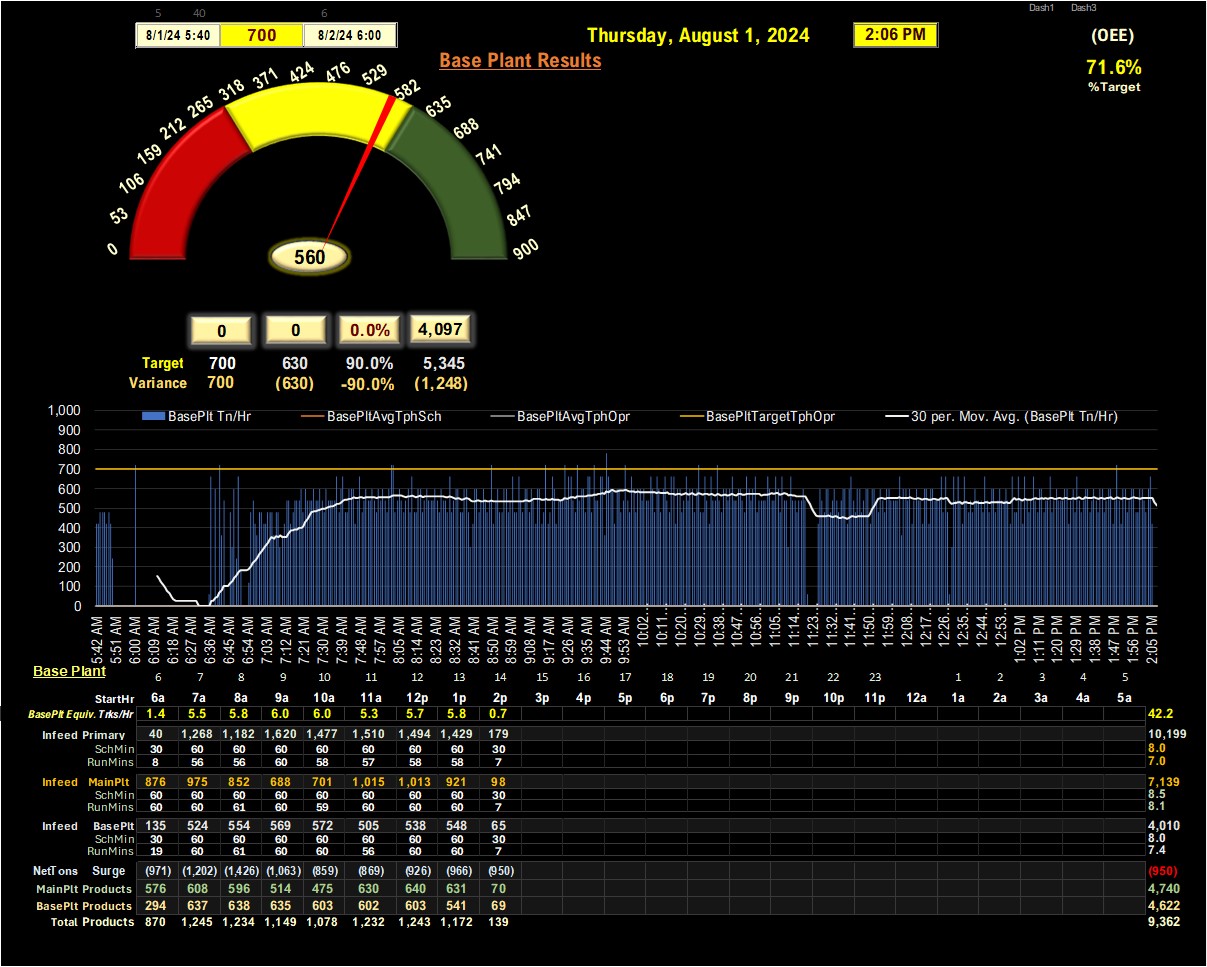 5 40 6 Dash1 Dash3
8/1/24 5:40 700 8/2/24 6:00 Thursday, August 1, 2024 2:06 PM (OEE)
Base Plant Results 71.6%
%Target
0 53 106 159 212 265 318 371 424 476 529 582 635 688 741 794 847 900
560
0 0 0.0% 4,097
Target 700 630 90.0% 5,345
Variance 700 (630) -90.0% (1,248)
BasePlt Tn/Hr BasePltAvgTphSch BasePltAvgTphOpr BasePltTargetTphOpr 30 per. Mov. Avg. (BasePlt Tn/Hr)
1,000
900
800
700
600
500
400
300
200
100
0
5:42 AM 5:51 AM 6:00 AM 6:09 AM 6:18 AM 6:27 AM 6:36 AM 6:45 AM 6:54 AM 7:03 AM 7:12 AM 7:21 AM 7:30 AM 7:39 AM 7:48 AM 7:56 AM 8:05 AM 8:14 AM 8:23 AM 8:32 AM 8:41 AM 8:50 AM 8:59 AM 9:08 AM 9:17 AM 9:26 AM 9:35 AM 9:44 AM 9:53 AM 10:02... 10:11... 10:20... 10:29... 10:38... 10:47... 10:56... 11:05... 11:14... 11:23... 11:32... 11:41... 11:50... 11:59... 12:08... 12:17... 12:26... 12:35... 12:44... 12:53... 1:02 PM 1:11 PM 1:20 PM 1:29 PM 1:38 PM 1:47 PM 1:56 PM 2:05 PM
Base Plant
6 7 8 9 10 11 12 13 14 15 16 17 18 19 20 21 22 23 1 2 3 4 5
StartHr 6a 7a 8a 9a 10a 11a 12p 1p 2p 3p 4p 5p 6p 7p 8p 9p 10p 11p 12a 1a 2a 3a 4a 5a
BasePlt Equiv. Trks/Hr 1.4 5.5 5.8 6.0 6.0 5.3 5.7 5.8 0.7 42.2
Infeed Primary 40 1,268 1,182 1,620 1,477 1,510 1,494 1,429 179 10,199
SchMin 30 60 60 60 60 60 60 60 30 8.0
RunMins 8 56 56 60 58 57 58 58 7 7.0
Infeed MainPlt 876 975 852 688 701 1,015 1,013 921 98 7,139
SchMin 60 60 60 60 60 60 60 60 30 8.5
RunMins 60 60 61 60 59 60 60 60 7 8.1
Infeed BasePlt 135 524 554 569 572 505 538 548 65 4,010
SchMin 30 60 60 60 60 60 60 60 30 8.0
RunMins 19 60 61 60 60 56 60 60 7 7.4
NetTons Surge (971) (1,202) (1,426) (1,063) (859) (869) (926) (966) (950) (950)
MainPlt Products 576 608 596 514 475 630 640 631 70 4,740
BasePlt Products 294 637 638 635 603 602 603 541 69 4,622
Total Products 870 1,245 1,234 1,149 1,078 1,232 1,243 1,172 139 9,362